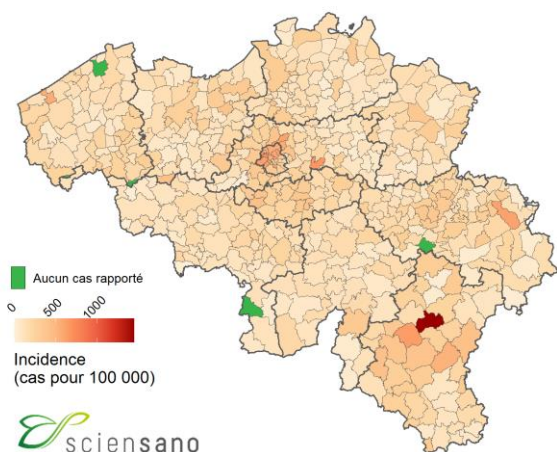 Aucun cas rapporté
0
500
1000
Incidence
(cas pour 100 000)
sciensano